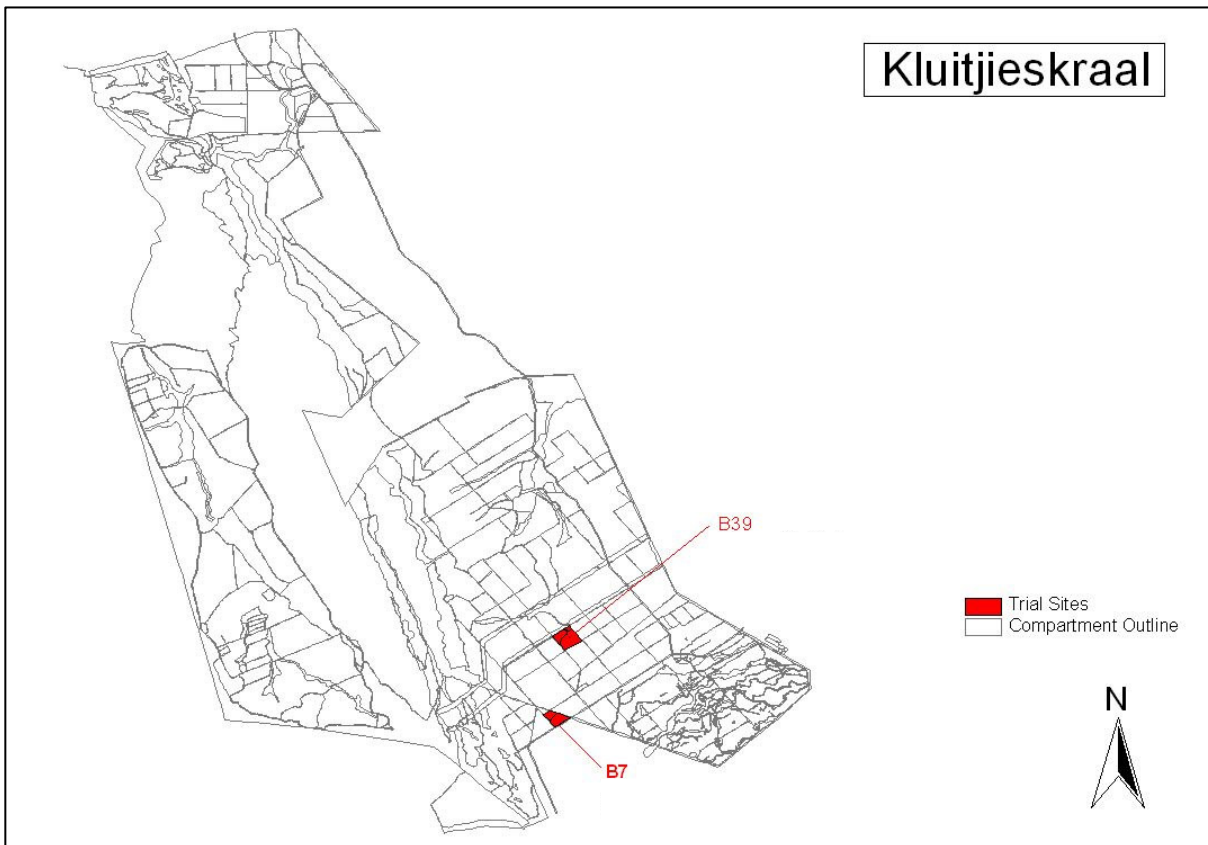 Kluitjieskraal
B39
Trial Sites
Compartment Outline
N
B7